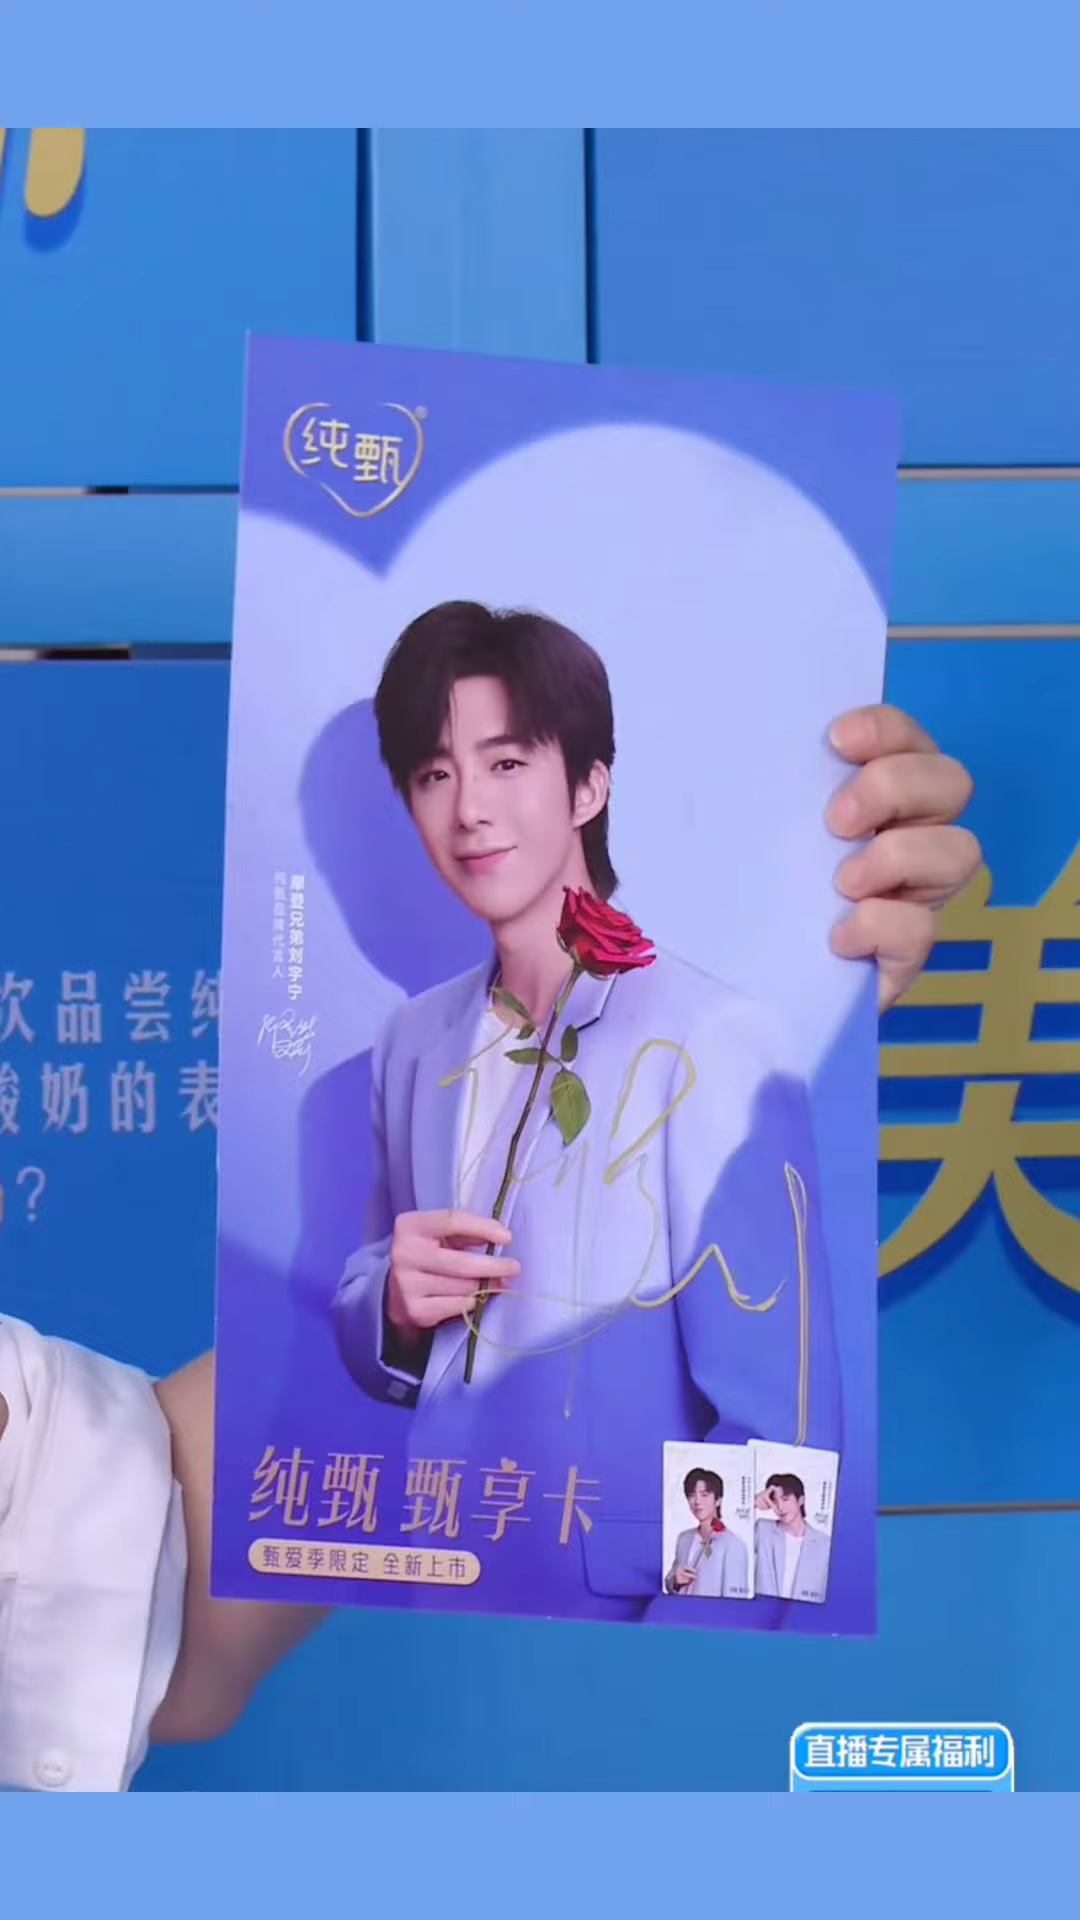 纯甄®
摩登兄弟刘宇宁
纯甄品牌代言人
饮品尝纯
酸奶的表
?
美
纯甄 甄享卡
甄爱季限定 全新上市
直播专属福利